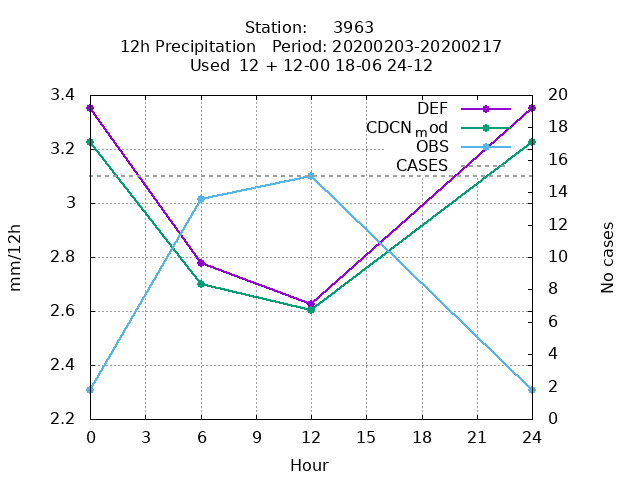 Station: 3963
12h Precipitation Period: 20200203-20200217
Used 12 + 12-00 18-06 24-12
3.4
3.2
3
2.8
2.6
2.4
2.2
mm/12h
DEF
CDCN_mod
OBS
CASES
20
18
16
14
12
10
8
6
4
2
0
No cases
0 3 6 9 12 15 18 21 24
Hour